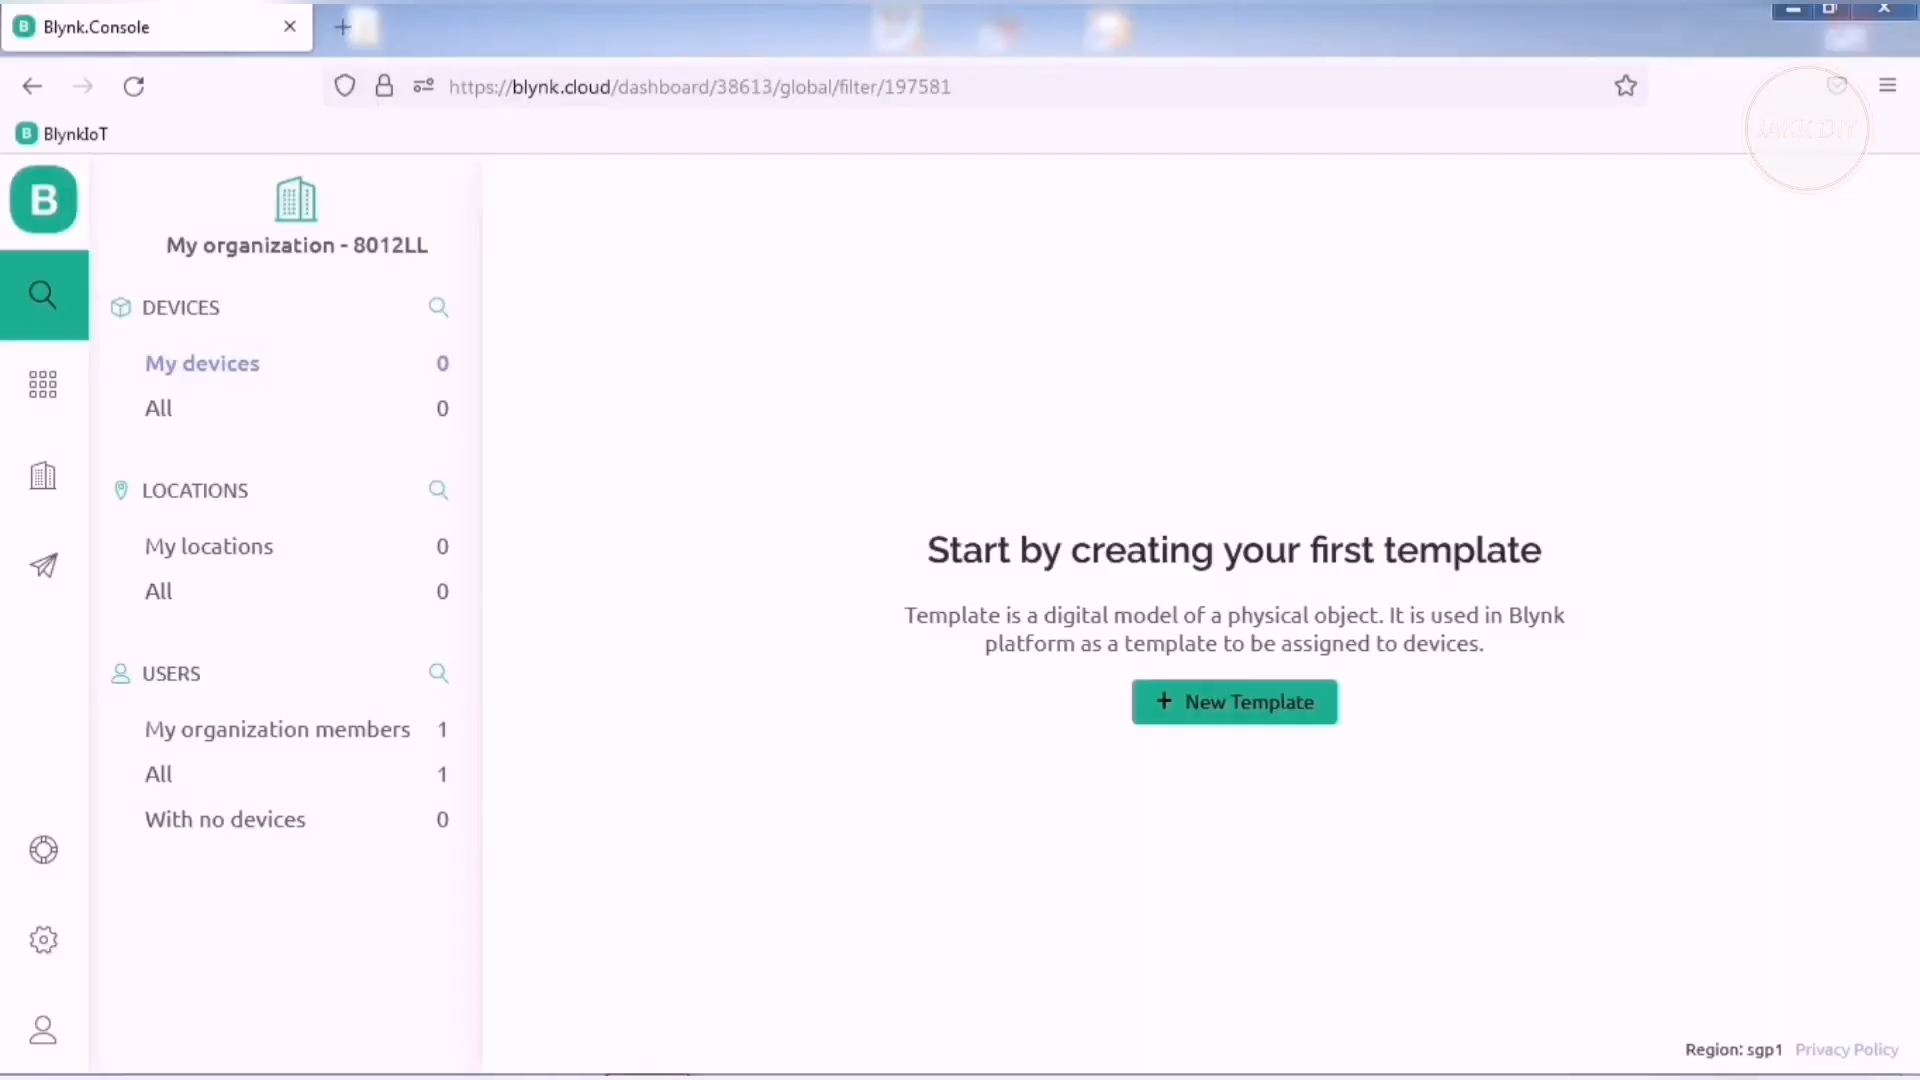 B Blynk.Console
https://blynk.cloud/dashboard/38613/global/filter/197581
B BlynkIoT
JAKK DIY
B
My organization - 8012LL
DEVICES
My devices 0
All 0
LOCATIONS
My locations 0
All 0
USERS
My organization members 1
All 1
With no devices 0
Start by creating your first template
Template is a digital model of a physical object. It is used in Blynk
platform as a template to be assigned to devices.
+ New Template
Region: sgp1 Privacy Policy